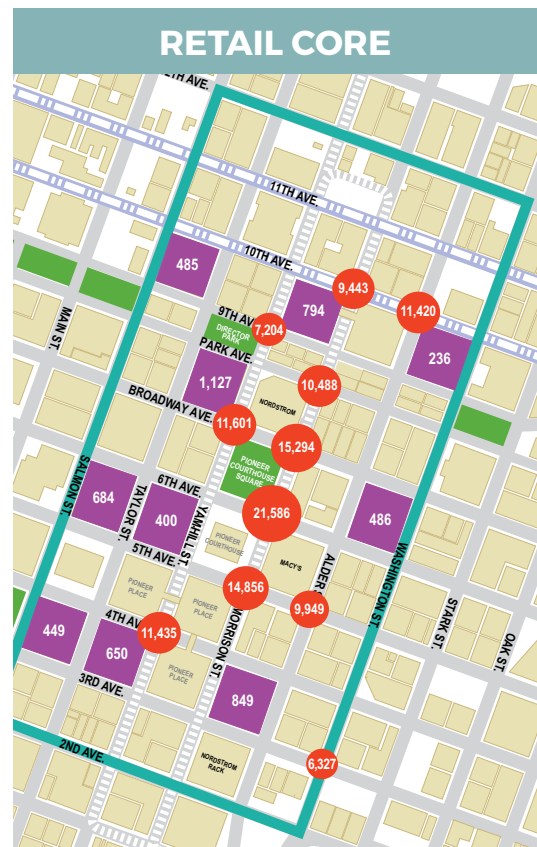 RETAIL CORE
11TH AVE.
10TH AVE.
485
9,443
794
11,420
9TH AV
7,204
DIRECTOR
PARK
PARK AVE.
236
MAIN ST.
1,127
10,488
NORDSTROM
BROADWAY AVE.
11,601
15,294
PIONEER
COURTHOUSE
SQUARE
SALMON ST.
684
TAYLOR ST.
6TH AVE.
400
YAMHILL ST.
21,586
486
PIONEER
COURTHOUSE
5TH AVE.
MACY'S
ALDER
WASHINGTON ST.
PIONEER
PLACE
14,856
9,949
PIONEER
PLACE
MORRISON ST.
STARK ST.
OAK ST.
449
4TH AV
11,435
650
PIONEER
PLACE
3RD AVE.
849
2ND AVE.
NORDSTROM
RACK
6,327